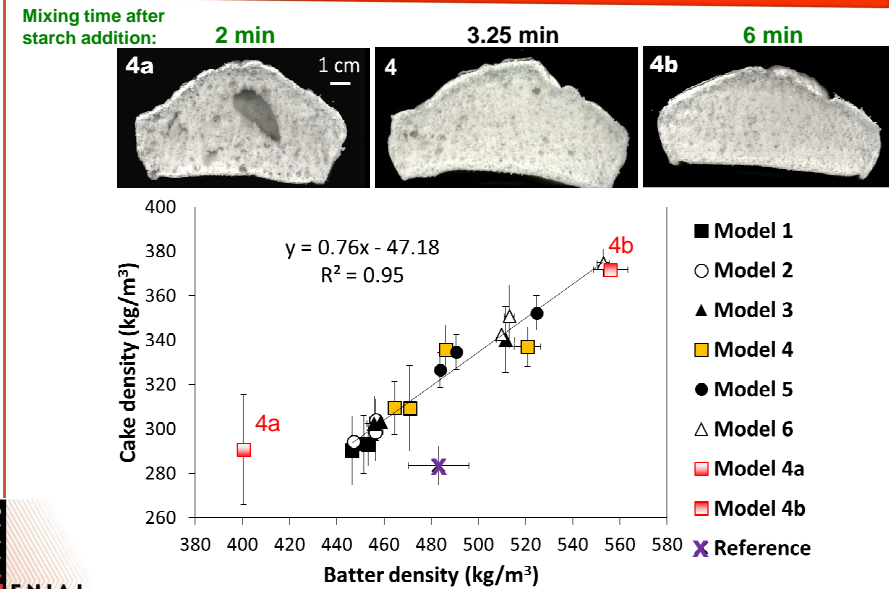 Mixing time after
starch addition:
2 min
3.25 min
6 min
4a
1 cm
4
4b
400
380
360
340
320
300
280
260
Cake density (kg/m³)
y = 0.76x - 47.18
R² = 0.95
4b
4a
380 400 420 440 460 480 500 520 540 560 580
Batter density (kg/m³)
Model 1
Model 2
Model 3
Model 4
Model 5
Model 6
Model 4a
Model 4b
Reference